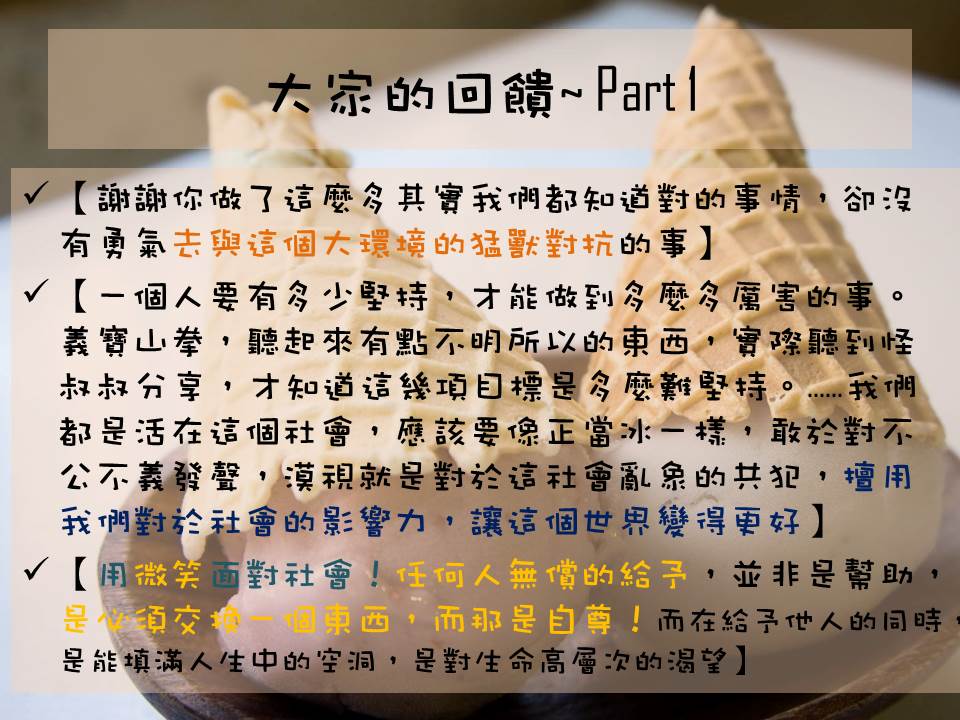 大家的回饋~ Part 1
✓【謝謝你做了這麼多其實我們都知道對的事情，卻沒
有勇氣去與這個大環境的猛獸對抗的事】
✓【一個人要有多少堅持，才能做到多麼多厲害的事。
義寶山拳，聽起來有點不明所以的東西，實際聽到怪
叔叔分享，才知道這幾項目標是多麼難堅持。……我們
都是活在這個社會，應該要像正當冰一樣，敢於對不
公不義發聲，漠視就是對於這社會亂象的共犯，擅用
我們對於社會的影響力，讓這個世界變得更好】
✓【用微笑面對社會！任何人無償的給予，並非是幫助，
是必須交換一個東西，而那是自尊！而在給予他人的同時，
是能填滿人生中的空洞，是對生命高層次的渴望】